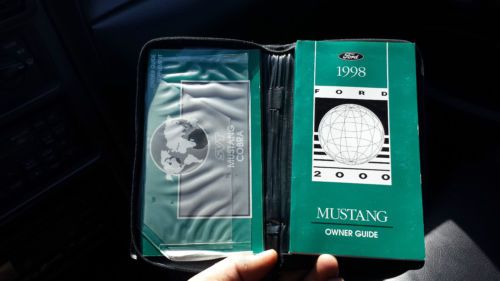 SVT
MUSTANG
COBRA
Ford
1998
FORD
2000
MUSTANG
OWNER GUIDE